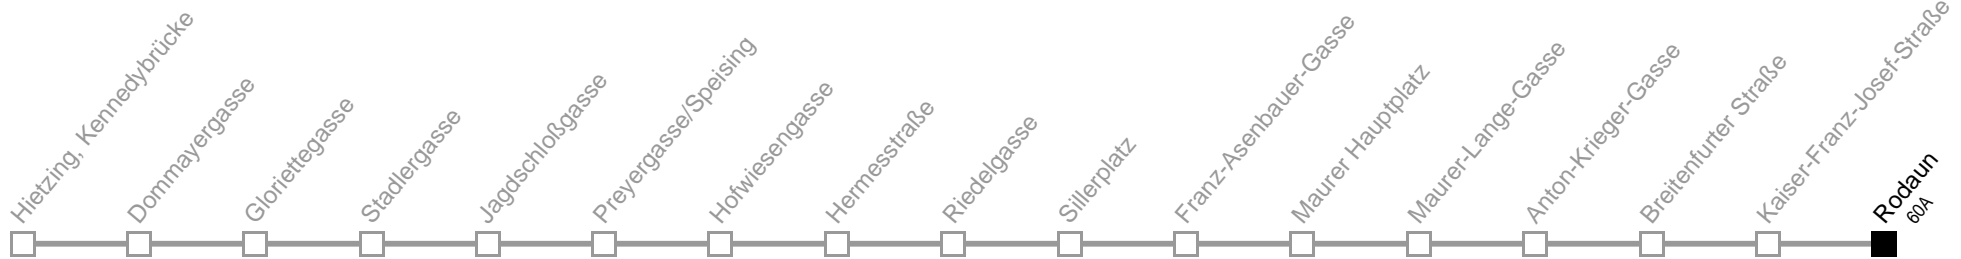 Hietzing, Kennedybrücke
Dommayergasse
Gloriettegasse
Stadlergasse
Jagdschloßgasse
Preyergasse/Speising
Hofwiesengasse
Hermesstraße
Riedelgasse
Sillerplatz
Franz-Asenbauer-Gasse
Maurer Hauptplatz
Maurer-Lange-Gasse
Anton-Krieger-Gasse
Breitenfurter Straße
Kaiser-Franz-Josef-Straße
Rodaun
60A